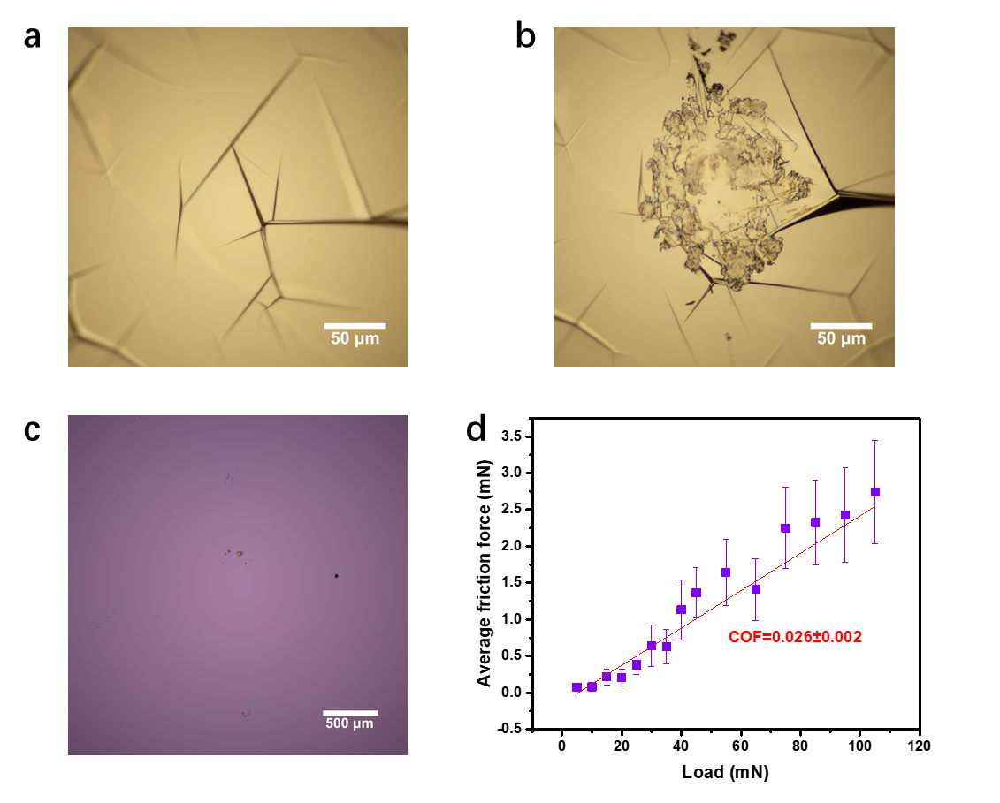 a
b
50 µm
50 µm
c
500 µm
d
Average friction force (mN)
3.5
3.0
2.5
2.0
1.5
1.0
0.5
0.0
-0.5
COF=0.026±0.002
0 20 40 60 80 100 120
Load (mN)